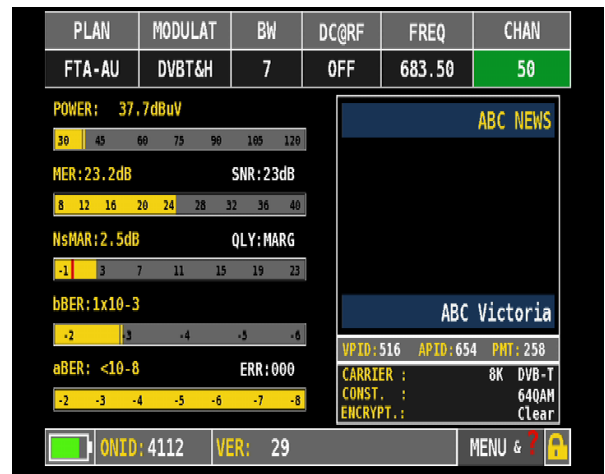 PLAN MODULAT BW DC@RF FREQ CHAN
FTA-AU DVBT&H 7 OFF 683.50 50
POWER: 37.7dBuV
30 45 60 75 90 105 120
MER:23.2dB SNR:23dB
8 12 16 20 24 28 32 36 40
NsMAR:2.5dB QLY:MARG
-1 3 7 11 15 19 23
bBER:1x10-3
-2 -3 -4 -5 -6
aBER: <10-8 ERR:000
-2 -3 -4 -5 -6 -7 -8
ABC NEWS
ABC Victoria
VPID:516 APID:654 PMT:258
CARRIER : 8K DVB-T
CONST. : 64QAM
ENCRYPT.: Clear
ONID:4112 VER: 29 MENU & ?